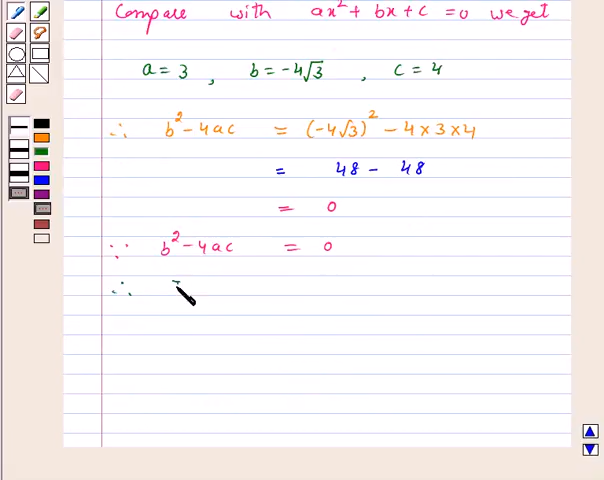 Compare with ax² + bx + c = 0 we get
a = 3 , b = -4√3 , c = 4
∴ b² - 4ac = (-4√3)² - 4 × 3 × 4
= 48 - 48
= 0
∵ b² - 4ac = 0
∴